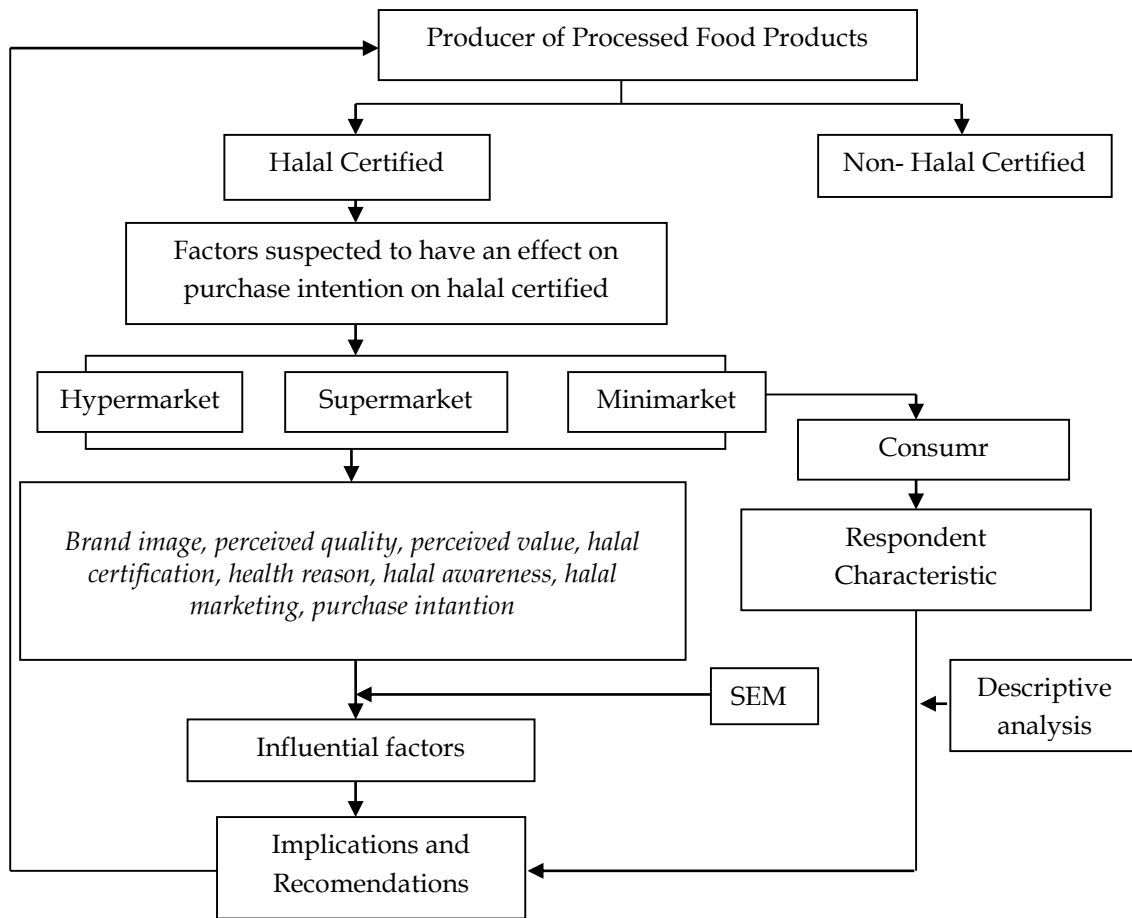 Producer of Processed Food Products
Halal Certified
Non- Halal Certified
Factors suspected to have an effect on
purchase intention on halal certified
Hypermarket
Supermarket
Minimarket
Consumr
Brand image, perceived quality, perceived value, halal
certification, health reason, halal awareness, halal
marketing, purchase intantion
Respondent
Characteristic
SEM
Descriptive
analysis
Influential factors
Implications and
Recomendations